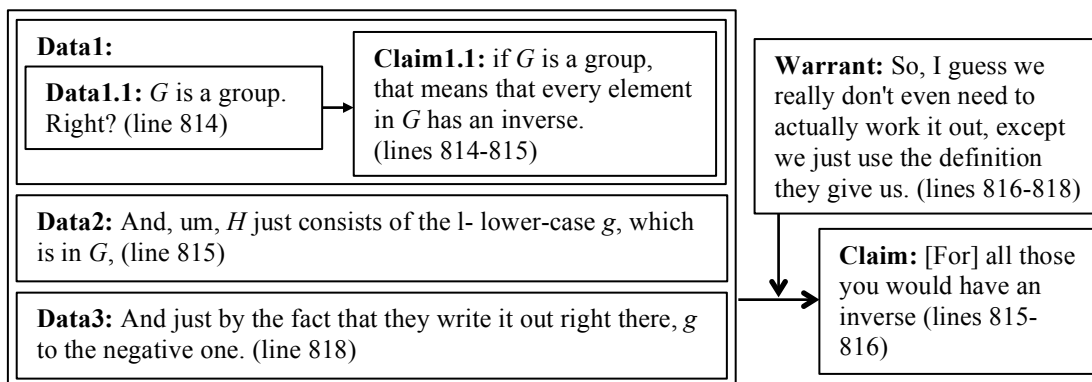 Data1:
Data1.1: G is a group.
Right? (line 814)
Claim1.1: if G is a group,
that means that every element
in G has an inverse.
(lines 814-815)
Data2: And, um, H just consists of the l- lower-case g, which
is in G, (line 815)
Data3: And just by the fact that they write it out right there, g
to the negative one. (line 818)
Warrant: So, I guess we
really don't even need to
actually work it out, except
we just use the definition
they give us. (lines 816-818)
Claim: [For] all those
you would have an
inverse (lines 815-
816)